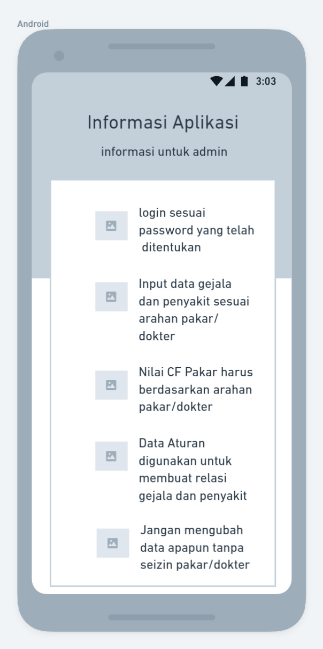 Android
3:03
Informasi Aplikasi
informasi untuk admin
login sesuai
password yang telah
ditentukan
Input data gejala
dan penyakit sesuai
arahan pakar/
dokter
Nilai CF Pakar harus
berdasarkan arahan
pakar/dokter
Data Aturan
digunakan untuk
membuat relasi
gejala dan penyakit
Jangan mengubah
data apapun tanpa
seizin pakar/dokter